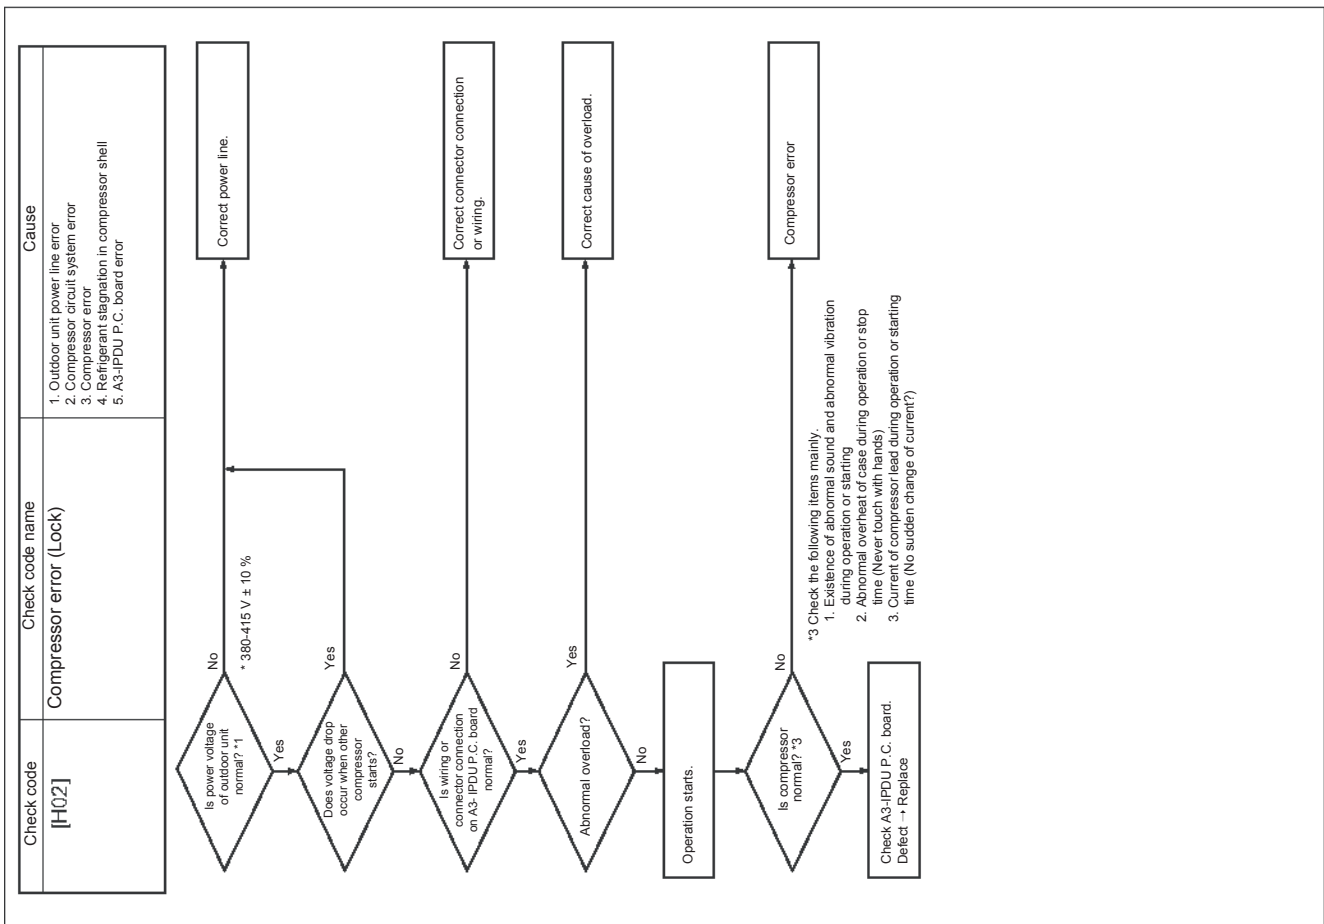 Check code
Check code name
Cause
[H02]
Compressor error (Lock)
1. Outdoor unit power line error
2. Compressor circuit system error
3. Compressor error
4. Refrigerant stagnation in compressor shell
5. A3-IPDU P.C. board error
Is power voltage
of outdoor unit
normal? *1
No
* 380-415 V ± 10 %
Correct power line.
Yes
Does voltage drop
occur when other
compressor
starts?
Yes
No
Is wiring or
connector connection
on A3- IPDU P.C. board
normal?
No
Correct connector connection
or wiring.
Yes
Abnormal overload?
Yes
Correct cause of overload.
No
Operation starts.
Is compressor
normal? *3
No
Compressor error
*3 Check the following items mainly.
1. Existence of abnormal sound and abnormal vibration
during operation or starting
2. Abnormal overheat of case during operation or stop
time (Never touch with hands)
3. Current of compressor lead during operation or starting
time (No sudden change of current?)
Yes
Check A3-IPDU P.C. board.
Defect → Replace